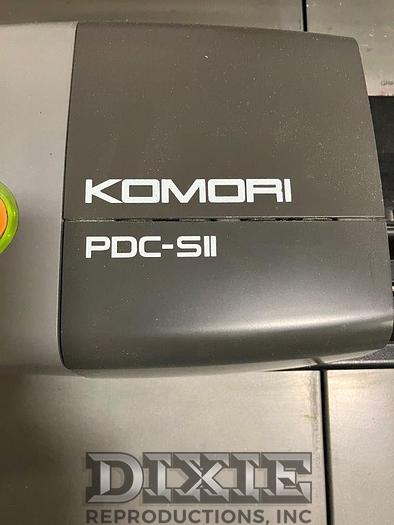 KOMORI
PDC-SII
DIXIE
REPRODUCTIONS, INC